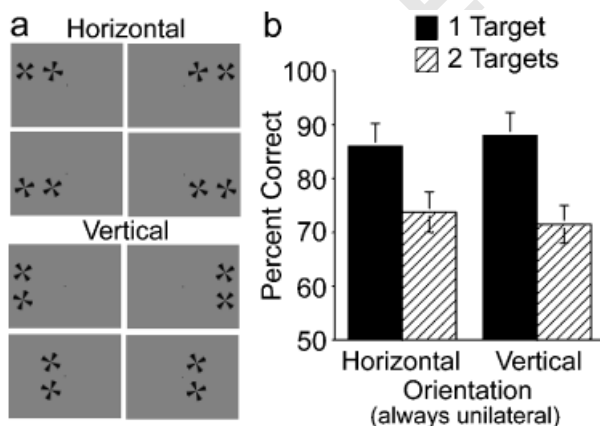 a
Horizontal
Vertical
b
1 Target
2 Targets
Percent Correct
100
90
80
70
60
50
Horizontal Vertical
Orientation
(always unilateral)